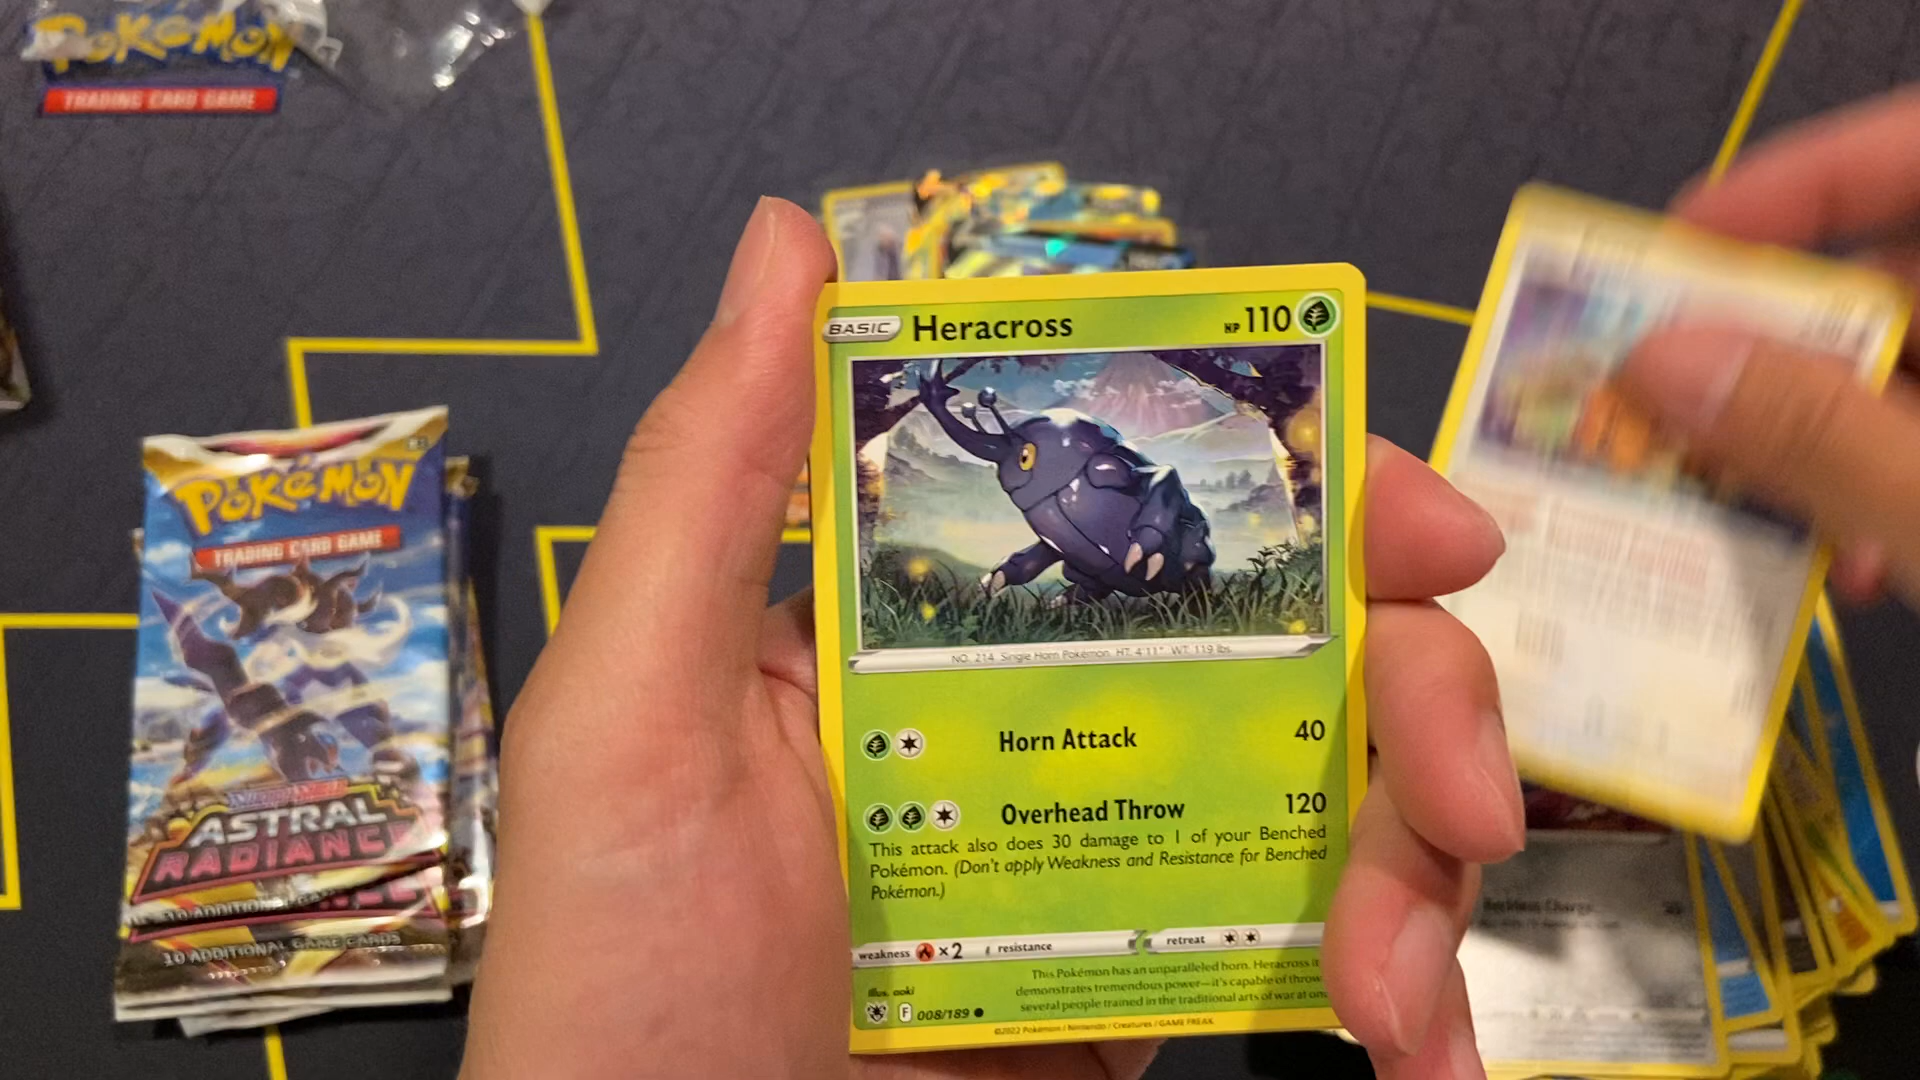 POKÉMON
TRADING CARD GAME
POKÉMON
TRADING CARD GAME
ASTRAL
RADIANCE
10 ADDITIONAL GAME CARDS
BASIC Heracross HP 110
NO. 214 Single Horn Pokémon HT: 4'11" WT: 119 lbs.
Horn Attack 40
Overhead Throw 120
This attack also does 30 damage to 1 of your Benched
Pokémon. (Don't apply Weakness and Resistance for Benched
Pokémon.)
weakness ×2 resistance retreat
This Pokémon has an unparalleled horn. Heracross
demonstrates tremendous power—it's capable of
several people trained in the traditional arts of war at
Illus. aoki
F 008/189
©2022 Pokémon / Nintendo / Creatures / GAME FREAK
Reckless Charge